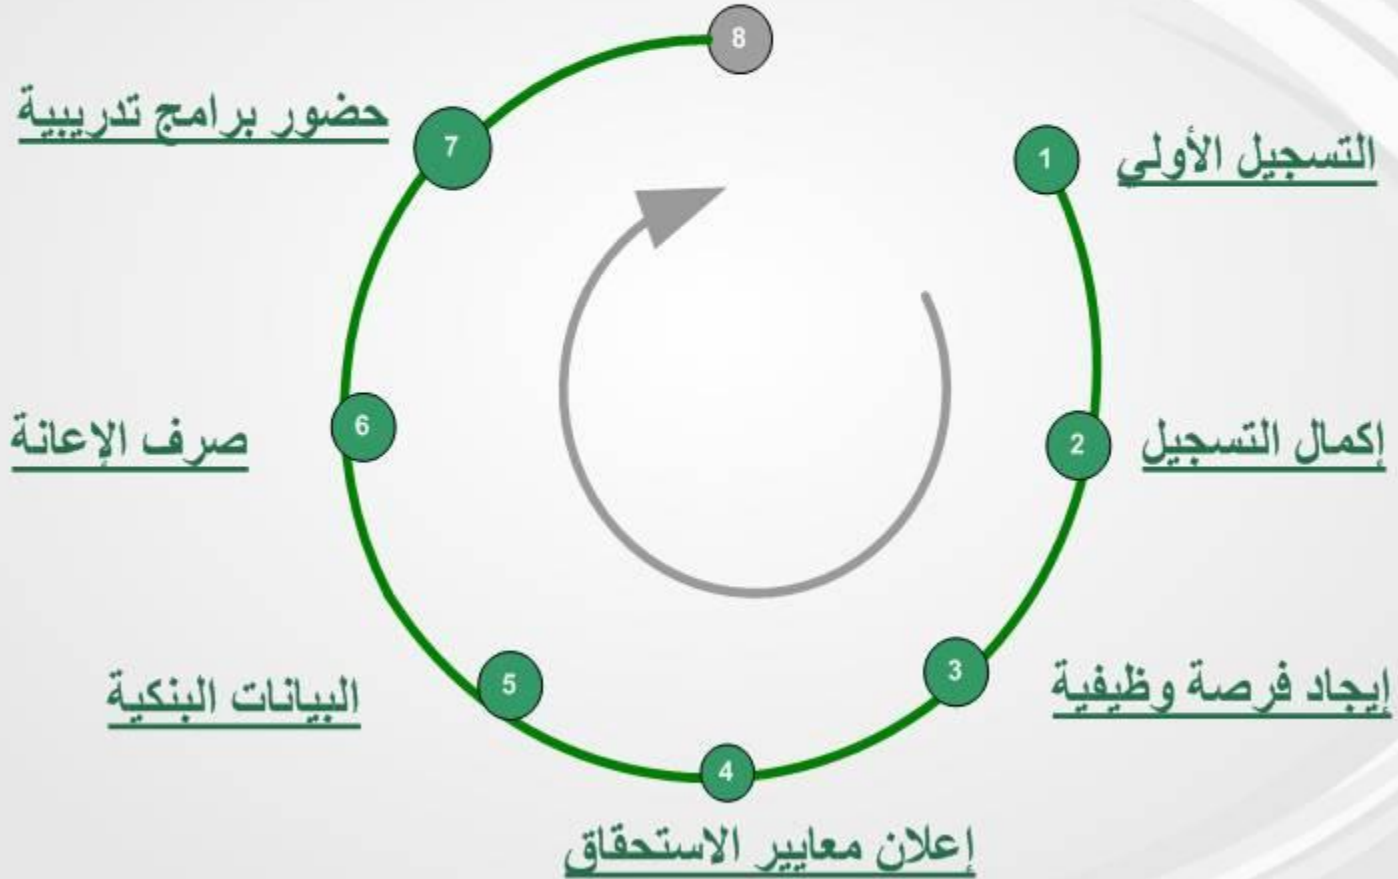 8
1
التسجيل الأولي
2
إكمال التسجيل
3
إيجاد فرصة وظيفية
4
إعلان معايير الاستحقاق
5
البيانات البنكية
6
صرف الإعانة
7
حضور برامج تدريبية